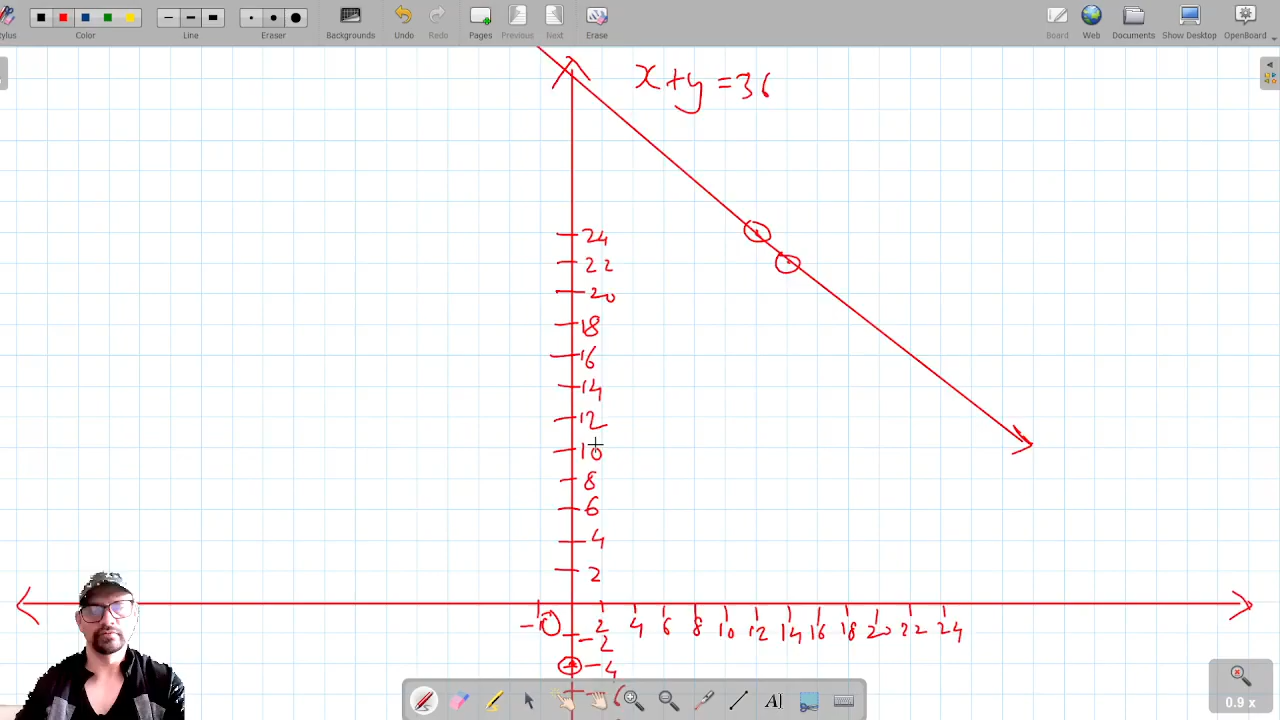 Stylus
Color
Line
Eraser
Backgrounds
Undo
Redo
Pages
Previous
Next
Erase
Board
Web
Documents
Show Desktop
OpenBoard
x+y=36
24
22
20
18
16
14
12
10
8
6
4
2
0 2 4 6 8 10 12 14 16 18 20 22 24
-2
-4
0.9 x